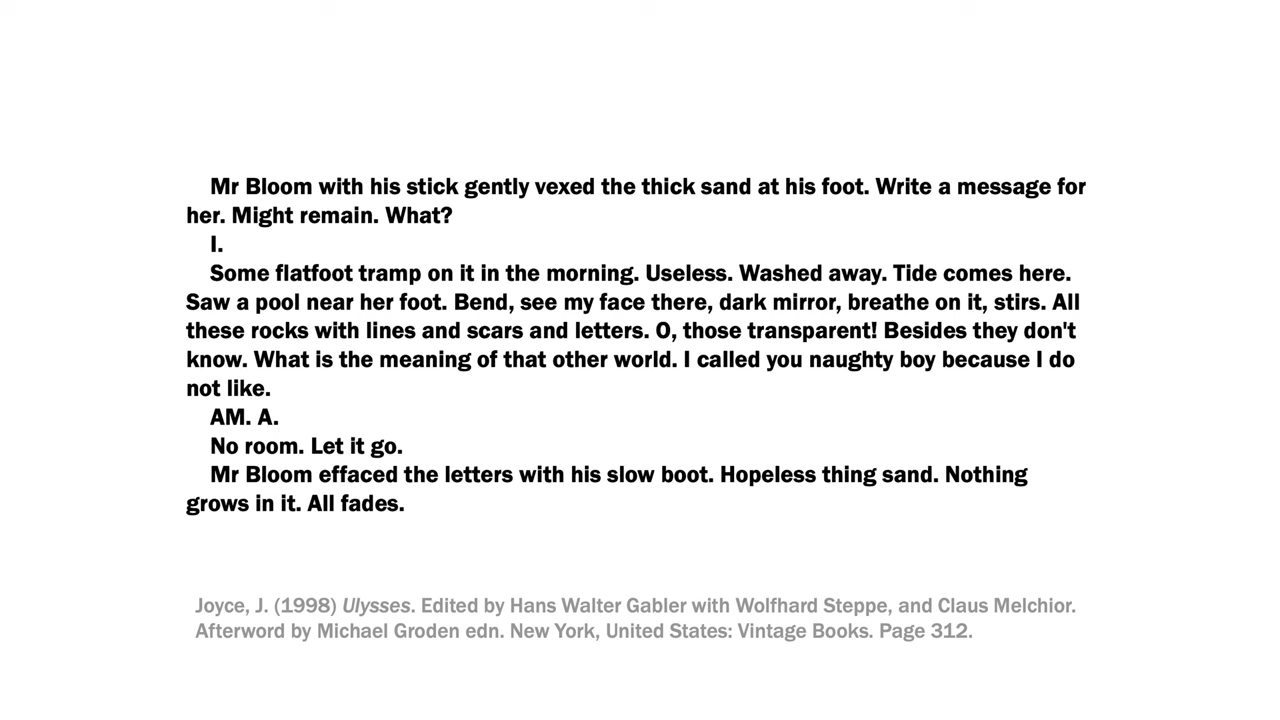 Mr Bloom with his stick gently vexed the thick sand at his foot. Write a message for
her. Might remain. What?
I.
Some flatfoot tramp on it in the morning. Useless. Washed away. Tide comes here.
Saw a pool near her foot. Bend, see my face there, dark mirror, breathe on it, stirs. All
these rocks with lines and scars and letters. O, those transparent! Besides they don't
know. What is the meaning of that other world. I called you naughty boy because I do
not like.
AM. A.
No room. Let it go.
Mr Bloom effaced the letters with his slow boot. Hopeless thing sand. Nothing
grows in it. All fades.
Joyce, J. (1998) Ulysses. Edited by Hans Walter Gabler with Wolfhard Steppe, and Claus Melchior.
Afterword by Michael Groden edn. New York, United States: Vintage Books. Page 312.